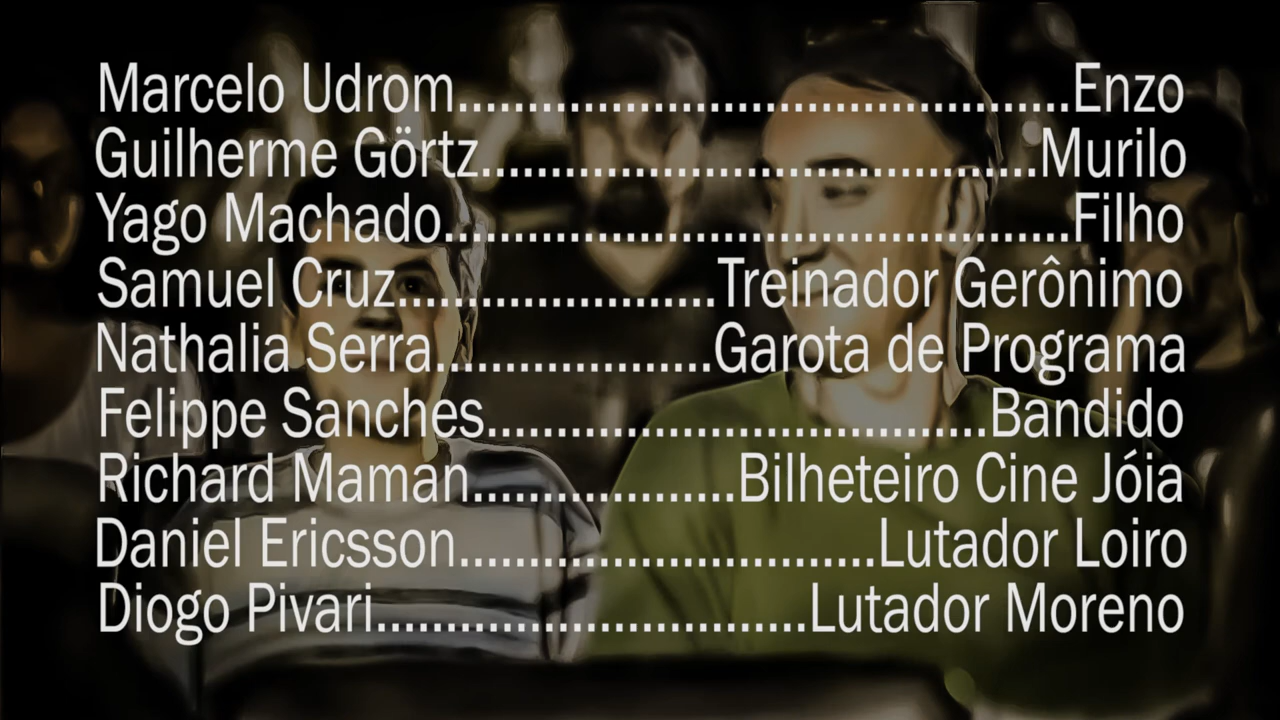 Marcelo Udrom............................................Enzo
Guilherme Görtz........................................Murilo
Yago Machado.............................................Filho
Samuel Cruz.......................Treinador Gerônimo
Nathalia Serra....................Garota de Programa
Felippe Sanches....................................Bandido
Richard Maman...................Bilheteiro Cine Jóia
Daniel Ericsson..............................Lutador Loiro
Diogo Pivari...............................Lutador Moreno